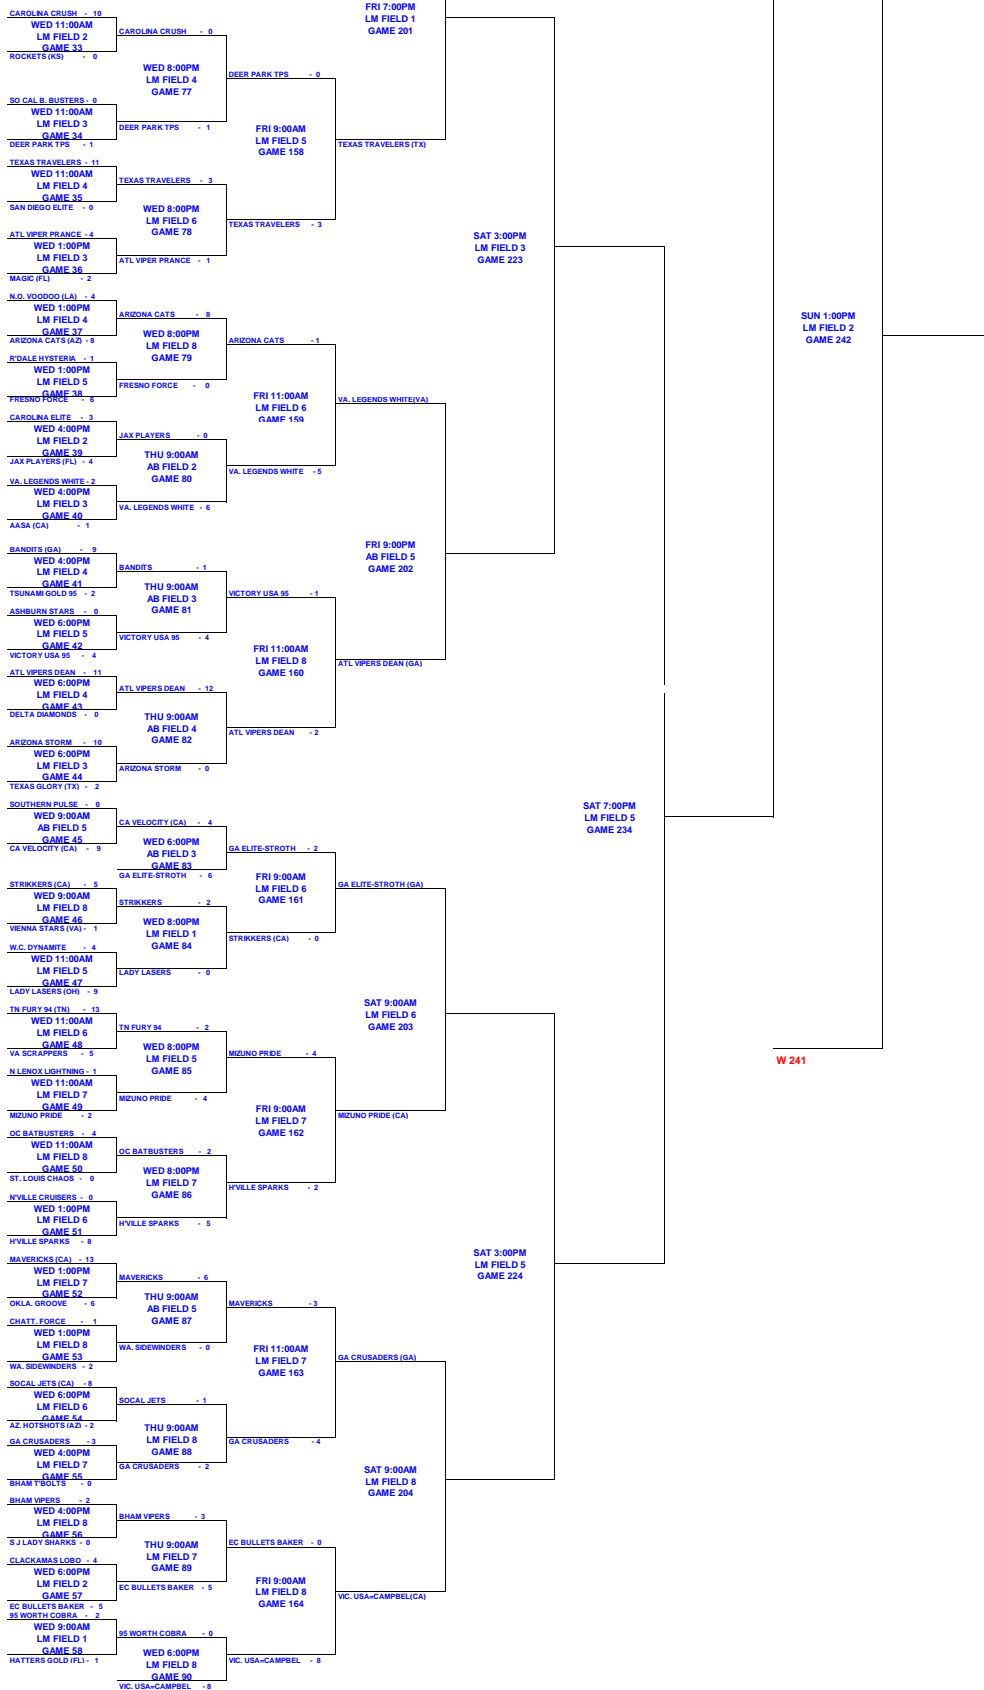 CAROLINA CRUSH - 10
WED 11:00AM
LM FIELD 2
GAME 33
ROCKETS (KS) - 0
SO CAL B. BUSTERS - 0
WED 11:00AM
LM FIELD 3
GAME 34
DEER PARK TPS - 1
TEXAS TRAVELERS - 11
WED 11:00AM
LM FIELD 4
GAME 35
SAN DIEGO ELITE - 0
ATL VIPER PRANCE - 4
WED 1:00PM
LM FIELD 3
GAME 36
MAGIC (FL) - 2
N.O. VOODOO (LA) - 4
WED 1:00PM
LM FIELD 4
GAME 37
ARIZONA CATS (AZ) - 8
R'DALE HYSTERIA - 1
WED 1:00PM
LM FIELD 5
GAME 38
FRESNO FORCE - 6
CAROLINA ELITE - 3
WED 4:00PM
LM FIELD 2
GAME 39
JAX PLAYERS (FL) - 4
VA. LEGENDS WHITE - 2
WED 4:00PM
LM FIELD 3
GAME 40
AASA (CA) - 1
BANDITS (GA) - 9
WED 4:00PM
LM FIELD 4
GAME 41
TSUNAMI GOLD 95 - 2
ASHBURN STARS - 0
WED 6:00PM
LM FIELD 5
GAME 42
VICTORY USA 95 - 4
ATL VIPERS DEAN - 11
WED 6:00PM
LM FIELD 4
GAME 43
DELTA DIAMONDS - 0
ARIZONA STORM - 10
WED 6:00PM
LM FIELD 3
GAME 44
TEXAS GLORY (TX) - 2
SOUTHERN PULSE - 0
WED 9:00AM
AB FIELD 5
GAME 45
CA VELOCITY (CA) - 9
STRIKKERS (CA) - 5
WED 9:00AM
LM FIELD 8
GAME 46
VIENNA STARS (VA) - 1
W.C. DYNAMITE - 4
WED 11:00AM
LM FIELD 5
GAME 47
LADY LASERS (OH) - 9
TN FURY 94 (TN) - 13
WED 11:00AM
LM FIELD 6
GAME 48
VA SCRAPPERS - 5
N LENOX LIGHTNING - 1
WED 11:00AM
LM FIELD 7
GAME 49
MIZUNO PRIDE - 2
OC BATBUSTERS - 4
WED 11:00AM
LM FIELD 8
GAME 50
ST. LOUIS CHAOS - 0
N'VILLE CRUISERS - 0
WED 1:00PM
LM FIELD 6
GAME 51
H'VILLE SPARKS - 8
MAVERICKS (CA) - 13
WED 1:00PM
LM FIELD 7
GAME 52
OKLA. GROOVE - 6
CHATT. FORCE - 1
WED 1:00PM
LM FIELD 8
GAME 53
WA. SIDEWINDERS - 2
SOCAL JETS (CA) - 8
WED 6:00PM
LM FIELD 6
GAME 54
AZ. HOTSHOTS (AZ) - 2
GA CRUSADERS - 3
WED 4:00PM
LM FIELD 7
GAME 55
BHAM T'BOLTS - 0
BHAM VIPERS - 2
WED 4:00PM
LM FIELD 8
GAME 56
S J LADY SHARKS - 0
CLACKAMAS LOBO - 4
WED 6:00PM
LM FIELD 2
GAME 57
EC BULLETS BAKER - 5
95 WORTH COBRA - 2
WED 9:00AM
LM FIELD 1
GAME 58
HATTERS GOLD (FL) - 1
CAROLINA CRUSH - 0
WED 8:00PM
LM FIELD 4
GAME 77
DEER PARK TPS - 1
TEXAS TRAVELERS - 3
WED 8:00PM
LM FIELD 6
GAME 78
ATL VIPER PRANCE - 1
ARIZONA CATS - 8
WED 8:00PM
LM FIELD 8
GAME 79
FRESNO FORCE - 0
JAX PLAYERS - 0
THU 9:00AM
AB FIELD 2
GAME 80
VA. LEGENDS WHITE - 6
BANDITS - 1
THU 9:00AM
AB FIELD 3
GAME 81
VICTORY USA 95 - 4
ATL VIPERS DEAN - 12
THU 9:00AM
AB FIELD 4
GAME 82
ARIZONA STORM - 0
CA VELOCITY (CA) - 4
WED 6:00PM
AB FIELD 3
GAME 83
GA ELITE-STROTH - 6
STRIKKERS - 2
WED 8:00PM
LM FIELD 1
GAME 84
LADY LASERS - 0
TN FURY 94 - 2
WED 8:00PM
LM FIELD 5
GAME 85
MIZUNO PRIDE - 4
OC BATBUSTERS - 2
WED 8:00PM
LM FIELD 7
GAME 86
H'VILLE SPARKS - 5
MAVERICKS - 6
THU 9:00AM
AB FIELD 5
GAME 87
WA. SIDEWINDERS - 0
SOCAL JETS - 1
THU 9:00AM
LM FIELD 8
GAME 88
GA CRUSADERS - 2
BHAM VIPERS - 3
THU 9:00AM
LM FIELD 7
GAME 89
EC BULLETS BAKER - 5
95 WORTH COBRA - 0
WED 6:00PM
LM FIELD 8
GAME 90
VIC. USA=CAMPBEL - 8
DEER PARK TPS - 0
FRI 9:00AM
LM FIELD 5
GAME 158
TEXAS TRAVELERS - 3
ARIZONA CATS - 1
FRI 11:00AM
LM FIELD 6
GAME 159
VA. LEGENDS WHITE - 5
VICTORY USA 95 - 1
FRI 11:00AM
LM FIELD 8
GAME 160
ATL VIPERS DEAN - 2
GA ELITE-STROTH - 2
FRI 9:00AM
LM FIELD 6
GAME 161
STRIKKERS (CA) - 0
MIZUNO PRIDE - 4
FRI 9:00AM
LM FIELD 7
GAME 162
H'VILLE SPARKS - 2
MAVERICKS - 3
FRI 11:00AM
LM FIELD 7
GAME 163
GA CRUSADERS - 4
EC BULLETS BAKER - 0
FRI 9:00AM
LM FIELD 8
GAME 164
VIC. USA=CAMPBEL - 8
FRI 7:00PM
LM FIELD 1
GAME 201
TEXAS TRAVELERS (TX)
VA. LEGENDS WHITE(VA)
FRI 9:00PM
AB FIELD 5
GAME 202
ATL VIPERS DEAN (GA)
GA ELITE-STROTH (GA)
SAT 9:00AM
LM FIELD 6
GAME 203
MIZUNO PRIDE (CA)
GA CRUSADERS (GA)
SAT 9:00AM
LM FIELD 8
GAME 204
VIC. USA=CAMPBEL(CA)
SAT 3:00PM
LM FIELD 3
GAME 223
SAT 3:00PM
LM FIELD 5
GAME 224
SAT 7:00PM
LM FIELD 5
GAME 234
SUN 1:00PM
LM FIELD 2
GAME 242
W 241